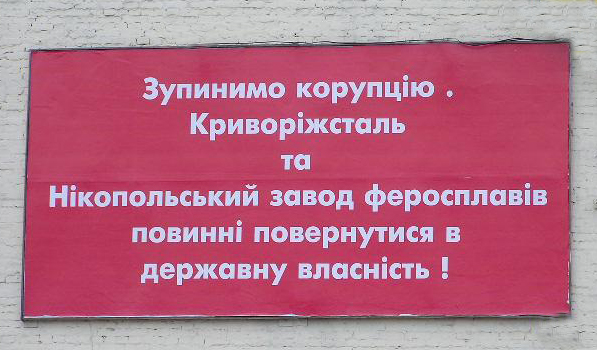 Зупинимо корупцію .
Криворіжсталь
та
Нікопольський завод феросплавів
повинні повернутися в
державну власність !